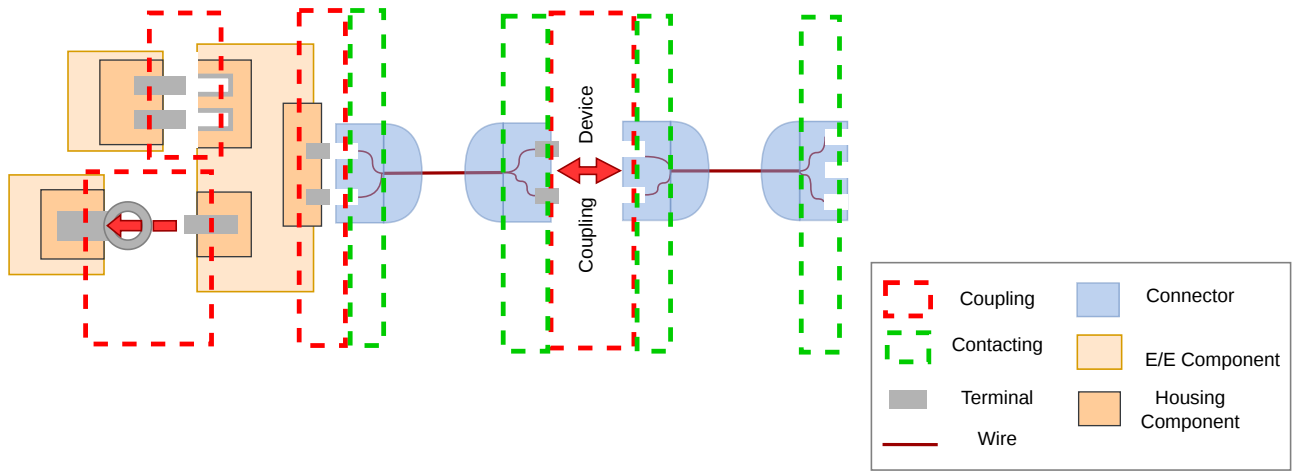 Coupling Device
Coupling
Connector
Contacting
E/E Component
Terminal
Housing
Component
Wire